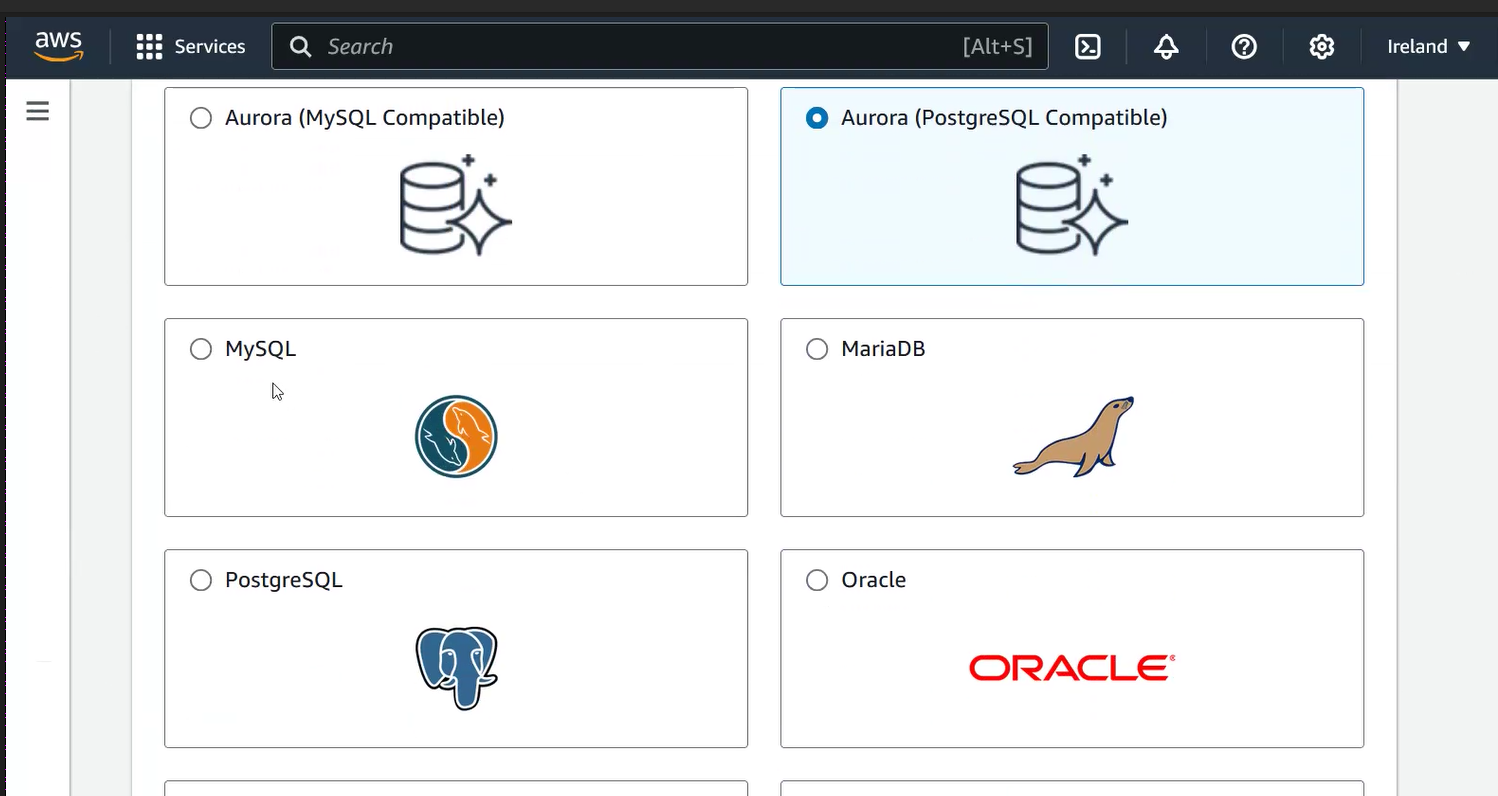 aws Services Search [Alt+S] Ireland
Aurora (MySQL Compatible) Aurora (PostgreSQL Compatible)
MySQL MariaDB
PostgreSQL Oracle
ORACLE®